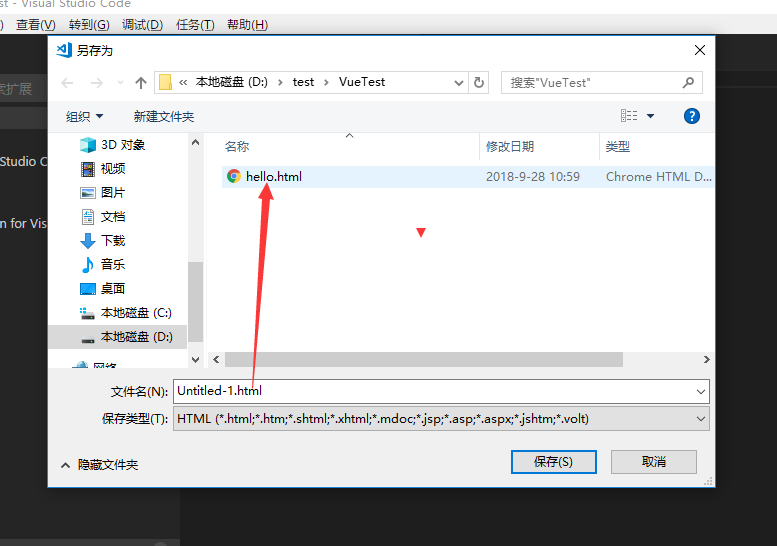 st - Visual Studio Code
) 查看(V) 转到(G) 调试(D) 任务(T) 帮助(H)
另存为
« 本地磁盘 (D:) › test › VueTest
搜索"VueTest"
组织 新建文件夹
索扩展
Studio C
n for Vis
3D 对象
视频
图片
文档
下载
音乐
桌面
本地磁盘 (C:)
本地磁盘 (D:)
网络
名称 修改日期 类型
hello.html 2018-9-28 10:59 Chrome HTML D...
文件名(N): Untitled-1.html
保存类型(T): HTML (*.html;*.htm;*.shtml;*.xhtml;*.mdoc;*.jsp;*.asp;*.aspx;*.jshtm;*.volt)
隐藏文件夹
保存(S) 取消